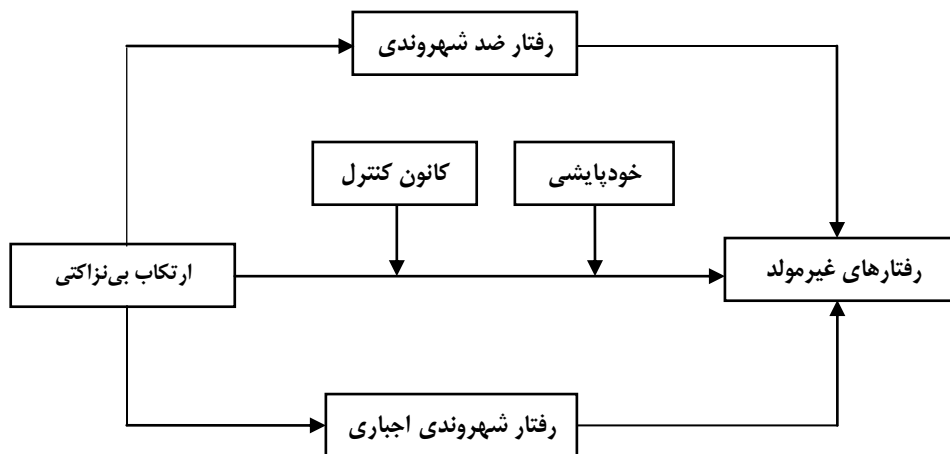 رفتار ضد شهروندی
خودپایشی
کانون کنترل
رفتارهای غیرمولد
ارتکاب بی‌نزاکتی
رفتار شهروندی اجباری